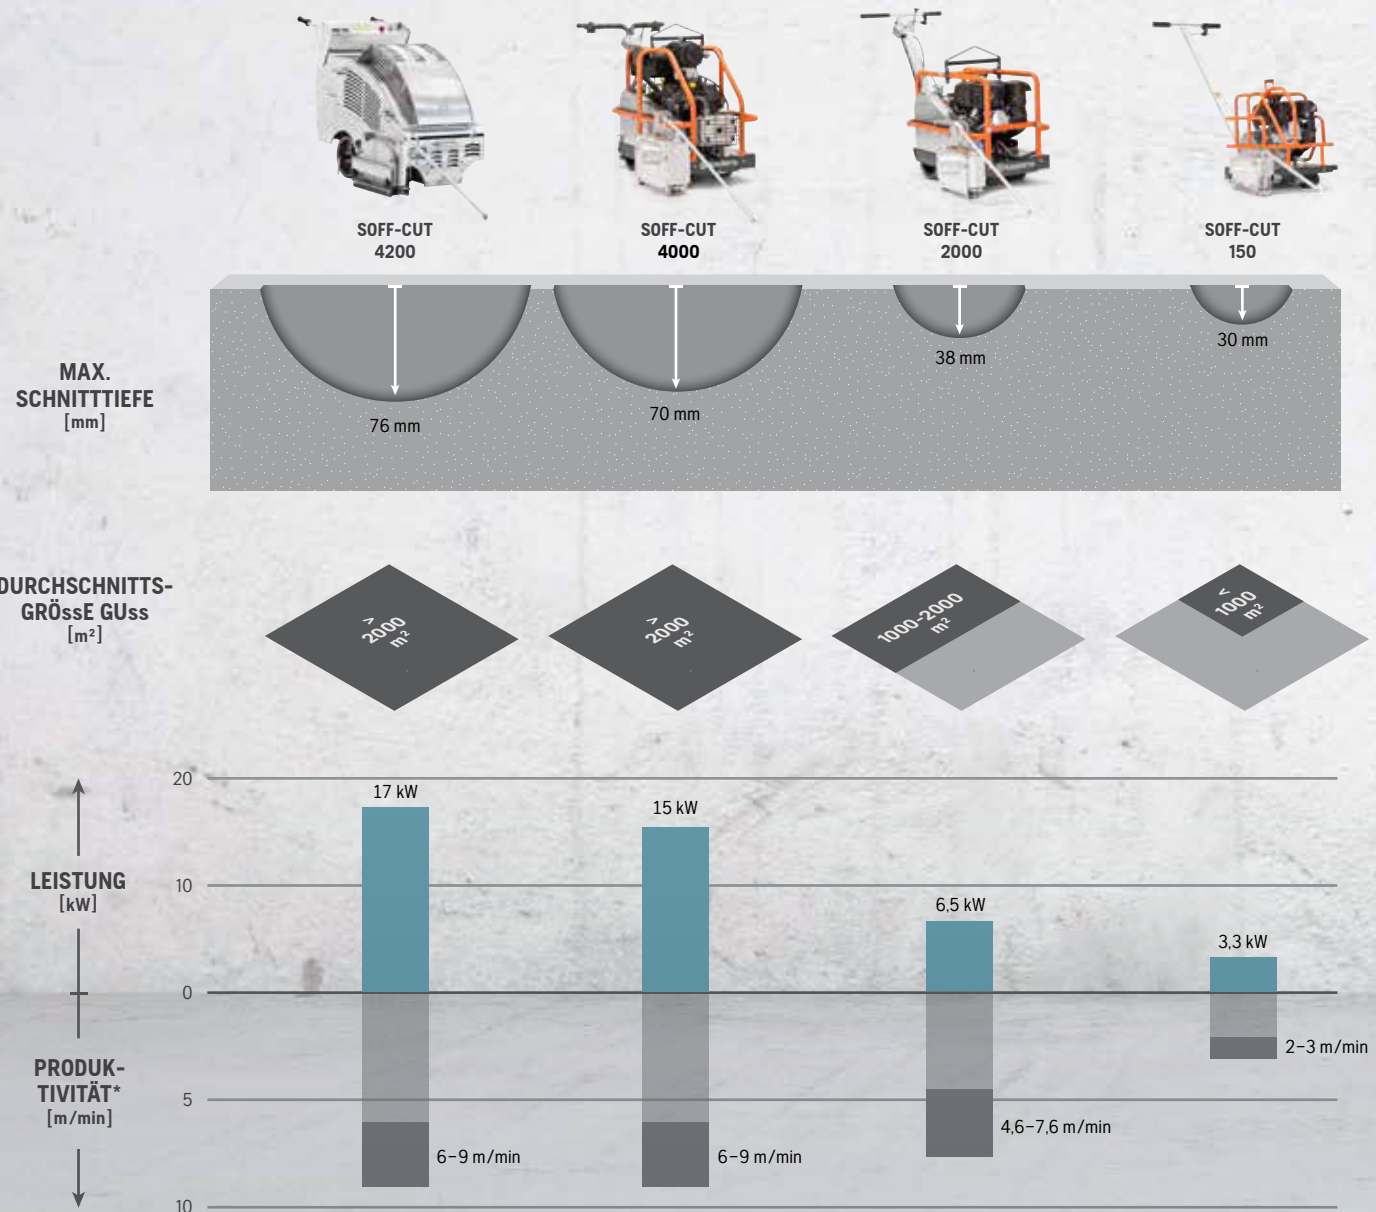 SOFF-CUT
4200
SOFF-CUT
4000
SOFF-CUT
2000
SOFF-CUT
150
MAX.
SCHNITTTIEFE
[mm]
76 mm
70 mm
38 mm
30 mm
DURCHSCHNITTS-
GRÖssE GUss
[m²]
>
2000
m²
>
2000
m²
1000-2000
m²
<
1000
m²
20
10
0
5
10
LEISTUNG
[kW]
17 kW
15 kW
6,5 kW
3,3 kW
PRODUK-
TIVITÄT*
[m/min]
6–9 m/min
6–9 m/min
4,6–7,6 m/min
2–3 m/min